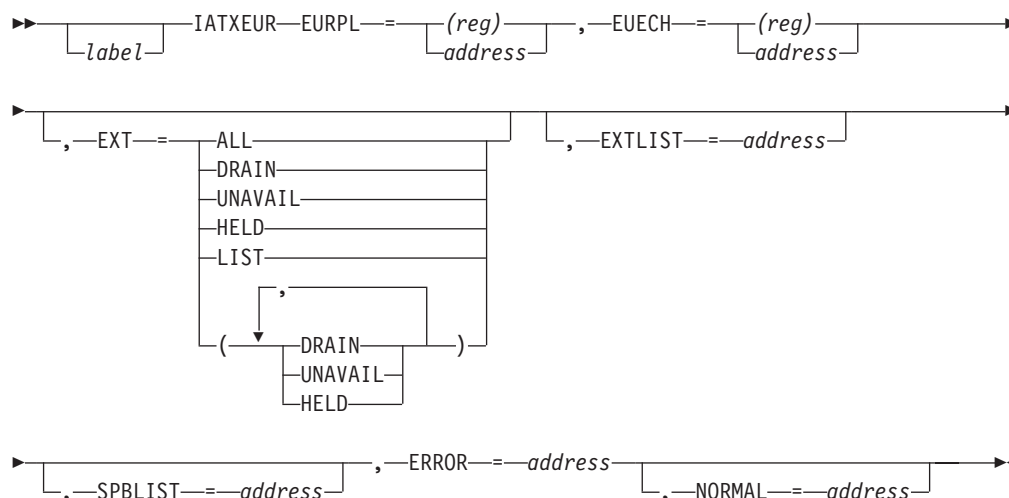 IATXEUR EURPL = (reg) , EUECH = (reg)
label address address
, EXT = ALL , EXTLIST = address
DRAIN
UNAVAIL
HELD
LIST
,
( DRAIN )
UNAVAIL
HELD
, ERROR = address
, SPBLIST = address , NORMAL = address